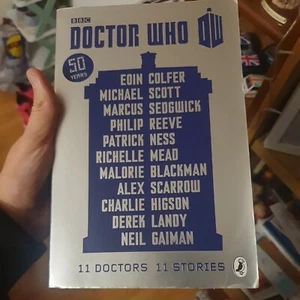 BBC
DOCTOR WHO DW
50
YEARS
EOIN COLFER
MICHAEL SCOTT
MARCUS SEDGWICK
PHILIP REEVE
PATRICK NESS
RICHELLE MEAD
MALORIE BLACKMAN
ALEX SCARROW
CHARLIE HIGSON
DEREK LANDY
NEIL GAIMAN
11 DOCTORS 11 STORIES